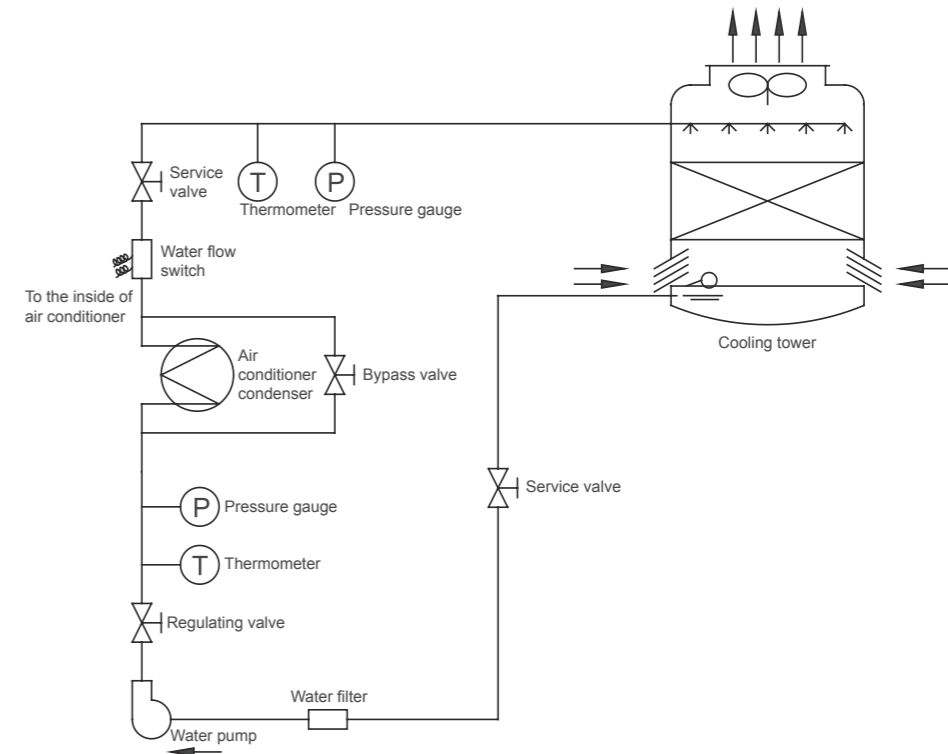 Service
valve
T
P
Thermometer
Pressure gauge
Water flow
switch
To the inside of
air conditioner
Air
conditioner
condenser
Bypass valve
Cooling tower
P
Pressure gauge
Service valve
T
Thermometer
Regulating valve
Water filter
Water pump